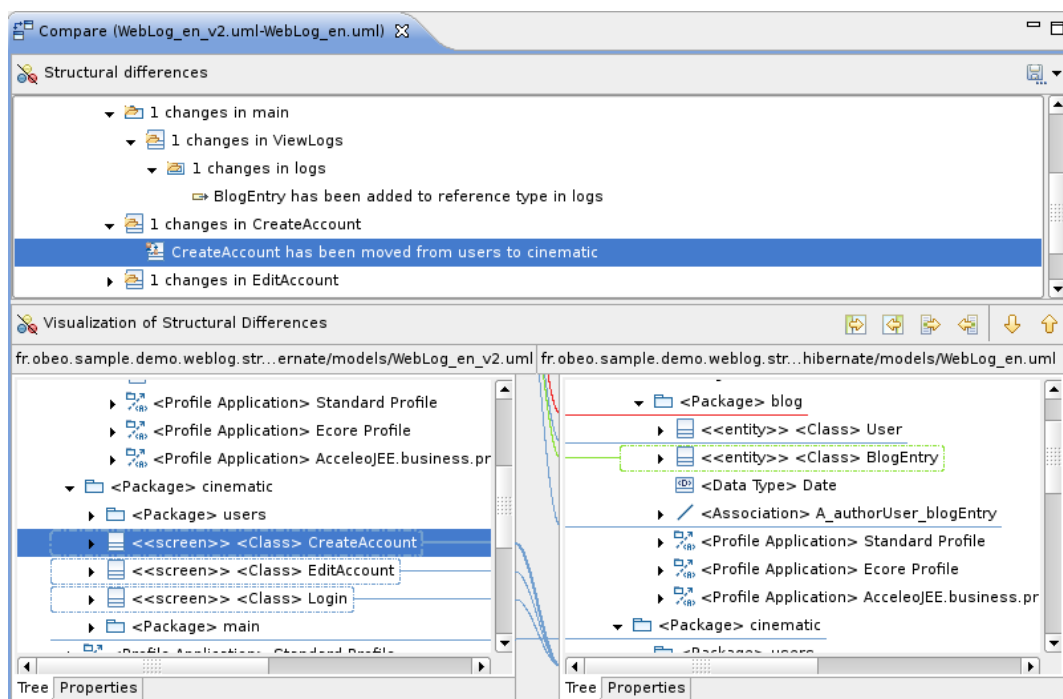 Compare (WebLog_en_v2.uml-WebLog_en.uml)
Structural differences
1 changes in main
1 changes in ViewLogs
1 changes in logs
BlogEntry has been added to reference type in logs
1 changes in CreateAccount
CreateAccount has been moved from users to cinematic
1 changes in EditAccount
Visualization of Structural Differences
fr.obeo.sample.demo.weblog.str...ernate/models/WebLog_en_v2.uml
<Profile Application> Standard Profile
<Profile Application> Ecore Profile
<Profile Application> AcceleoJEE.business.pr
<Package> cinematic
<Package> users
<<screen>> <Class> CreateAccount
<<screen>> <Class> EditAccount
<<screen>> <Class> Login
<Package> main
<Profile Application> Standard Profile
Tree Properties
fr.obeo.sample.demo.weblog.str...hibernate/models/WebLog_en.uml
<Package> blog
<<entity>> <Class> User
<<entity>> <Class> BlogEntry
<Data Type> Date
<Association> A_authorUser_blogEntry
<Profile Application> Standard Profile
<Profile Application> Ecore Profile
<Profile Application> AcceleoJEE.business.pr
<Package> cinematic
<Package> users
Tree Properties